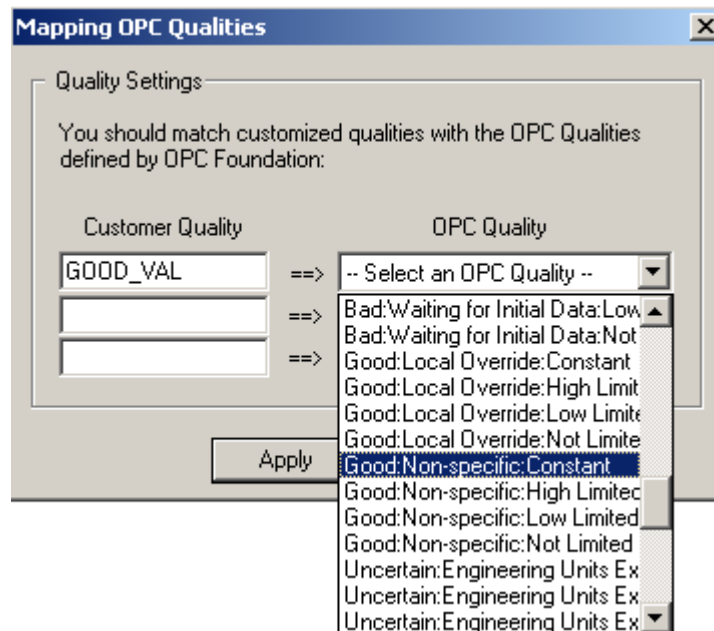 Mapping OPC Qualities
Quality Settings
You should match customized qualities with the OPC Qualities
defined by OPC Foundation:
Customer Quality OPC Quality
GOOD_VAL ==> -- Select an OPC Quality --
==> Bad:Waiting for Initial Data:Low
Bad:Waiting for Initial Data:Not
==> Good:Local Override:Constant
Good:Local Override:High Limit
Good:Local Override:Low Limite
Good:Local Override:Not Limite
Apply Good:Non-specific:Constant
Good:Non-specific:High Limited
Good:Non-specific:Low Limited
Good:Non-specific:Not Limited
Uncertain:Engineering Units Ex
Uncertain:Engineering Units Ex
Uncertain:Engineering Units Ex